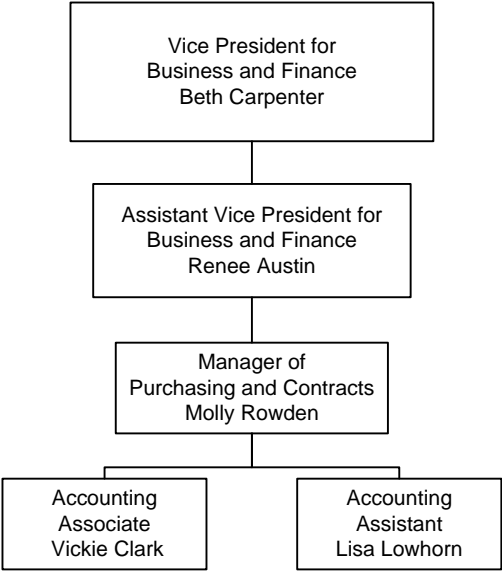 Vice President for
Business and Finance
Beth Carpenter
Assistant Vice President for
Business and Finance
Renee Austin
Manager of
Purchasing and Contracts
Molly Rowden
Accounting
Associate
Vickie Clark
Accounting
Assistant
Lisa Lowhorn